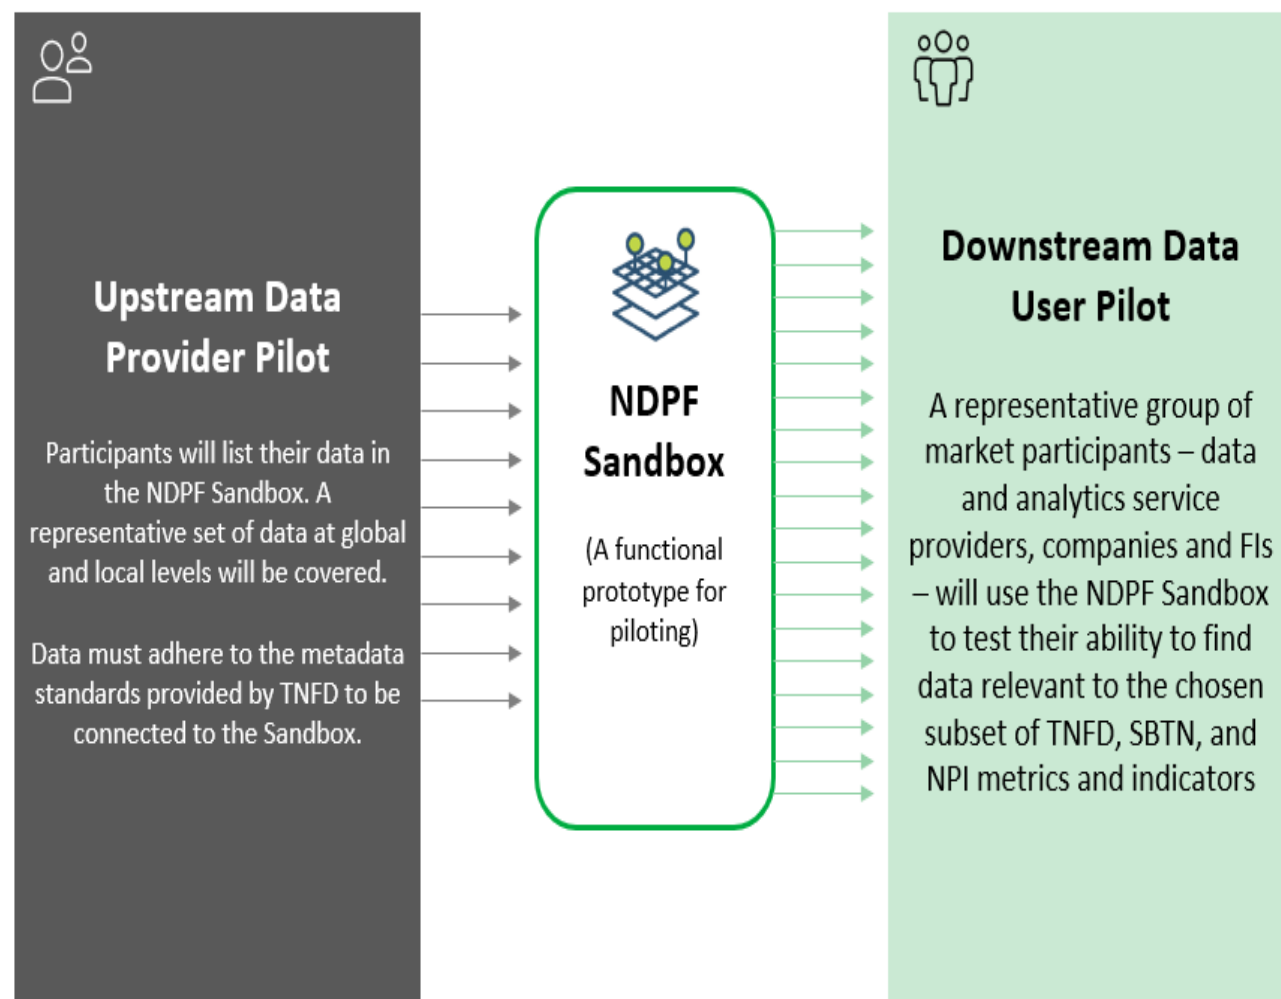 Upstream Data
Provider Pilot
Participants will list their data in
the NDPF Sandbox. A
representative set of data at global
and local levels will be covered.
Data must adhere to the metadata
standards provided by TNFD to be
connected to the Sandbox.
NDPF
Sandbox
(A functional
prototype for
piloting)
Downstream Data
User Pilot
A representative group of
market participants – data
and analytics service
providers, companies and FIs
– will use the NDPF Sandbox
to test their ability to find
data relevant to the chosen
subset of TNFD, SBTN, and
NPI metrics and indicators